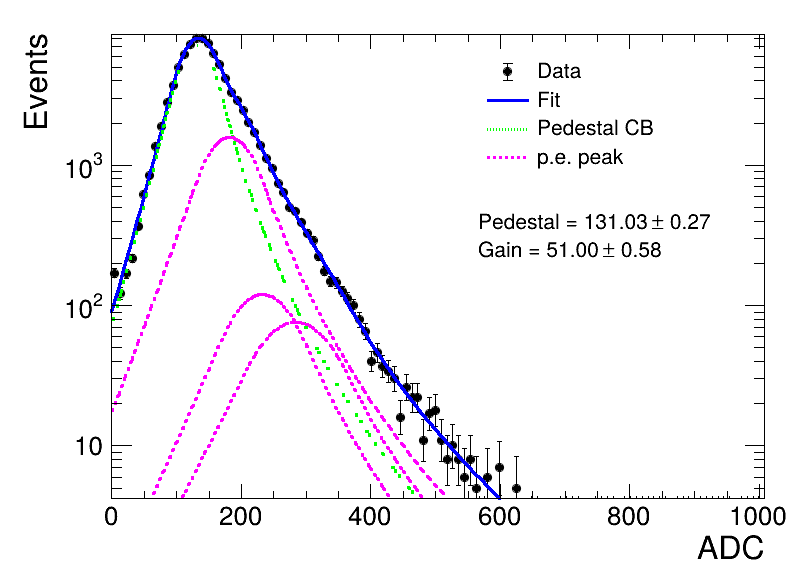 Events
Data
Fit
Pedestal CB
p.e. peak
Pedestal = 131.03 ± 0.27
Gain = 51.00 ± 0.58
10³
10²
10
0 200 400 600 800 1000
ADC